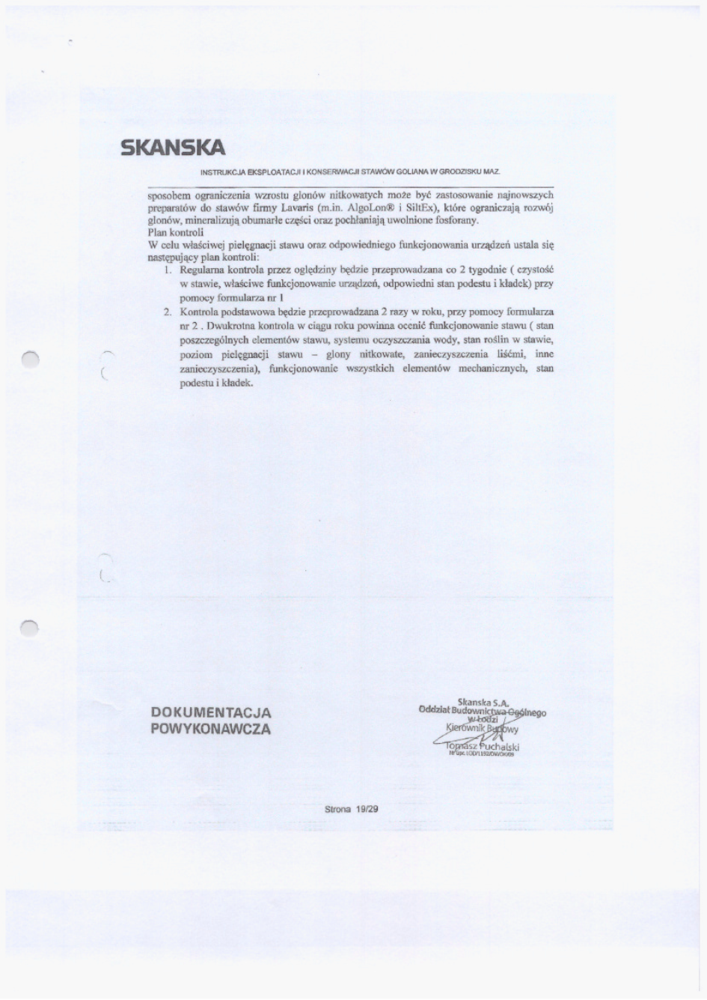 SKANSKA
INSTRUKCJA EKSPLOATACJI I KONSERWACJI STAWÓW GOLIANA W GRODZISKU MAZ.
sposobem ograniczenia wzrostu glonów nitkowatych może być zastosowanie najnowszych
preparatów do stawów firmy Lavaris (m.in. AlgoLon® i SiltEx), które ograniczają rozwój
glonów, mineralizują obumarłe części oraz pochłaniają uwolnione fosforany.
Plan kontroli
W celu właściwej pielęgnacji stawu oraz odpowiedniego funkcjonowania urządzeń ustala się
następujący plan kontroli:
1. Regularna kontrola przez oględziny będzie przeprowadzana co 2 tygodnie ( czystość
w stawie, właściwe funkcjonowanie urządzeń, odpowiedni stan podestu i kładek) przy
pomocy formularza nr 1
2. Kontrola podstawowa będzie przeprowadzana 2 razy w roku, przy pomocy formularza
nr 2 . Dwukrotna kontrola w ciągu roku powinna ocenić funkcjonowanie stawu ( stan
poszczególnych elementów stawu, systemu oczyszczania wody, stan roślin w stawie,
poziom pielęgnacji stawu – glony nitkowate, zanieczyszczenia liśćmi, inne
zanieczyszczenia), funkcjonowanie wszystkich elementów mechanicznych, stan
podestu i kładek.
DOKUMENTACJA
POWYKONAWCZA
Skanska S.A.
Oddział Budownictwa Ogólnego
w Łodzi
Kierownik Budowy
Tomasz Puchalski
Strona 19/29